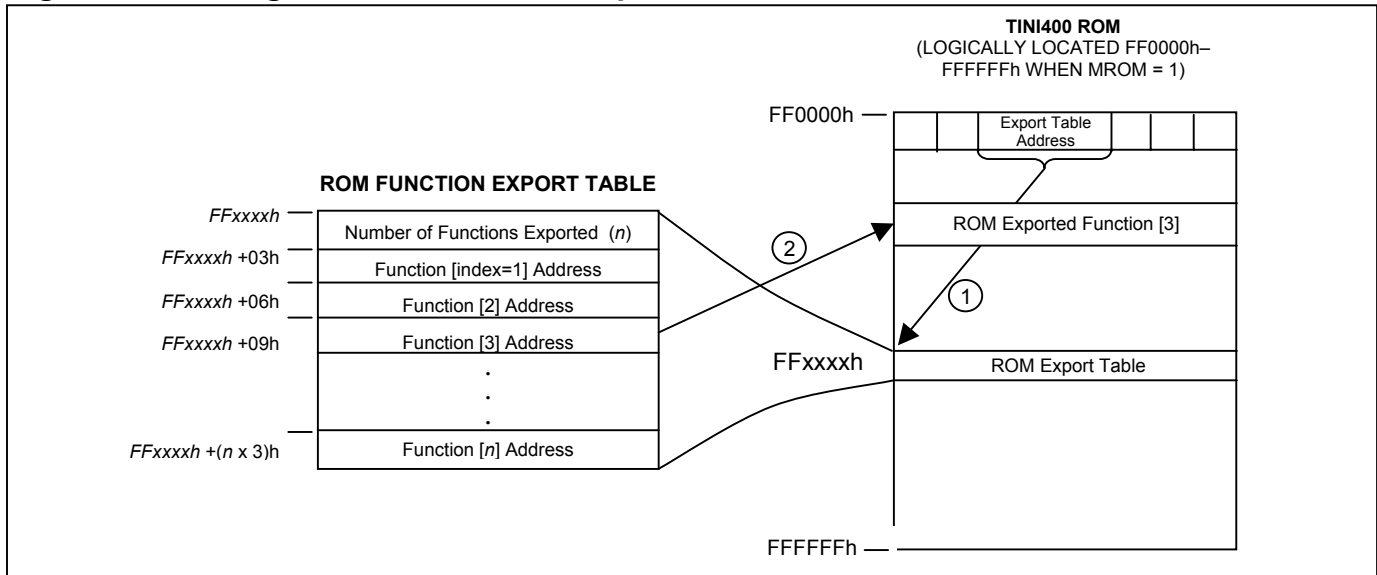 TINI400 ROM
(LOGICALLY LOCATED FF0000h–
FFFFFFh WHEN MROM = 1)
FF0000h
Export Table
Address
ROM FUNCTION EXPORT TABLE
FFxxxxh
Number of Functions Exported (n)
FFxxxxh +03h
Function [index=1] Address
FFxxxxh +06h
Function [2] Address
FFxxxxh +09h
Function [3] Address
.
.
.
FFxxxxh +(n x 3)h
Function [n] Address
2
ROM Exported Function [3]
1
FFxxxxh
ROM Export Table
FFFFFFh